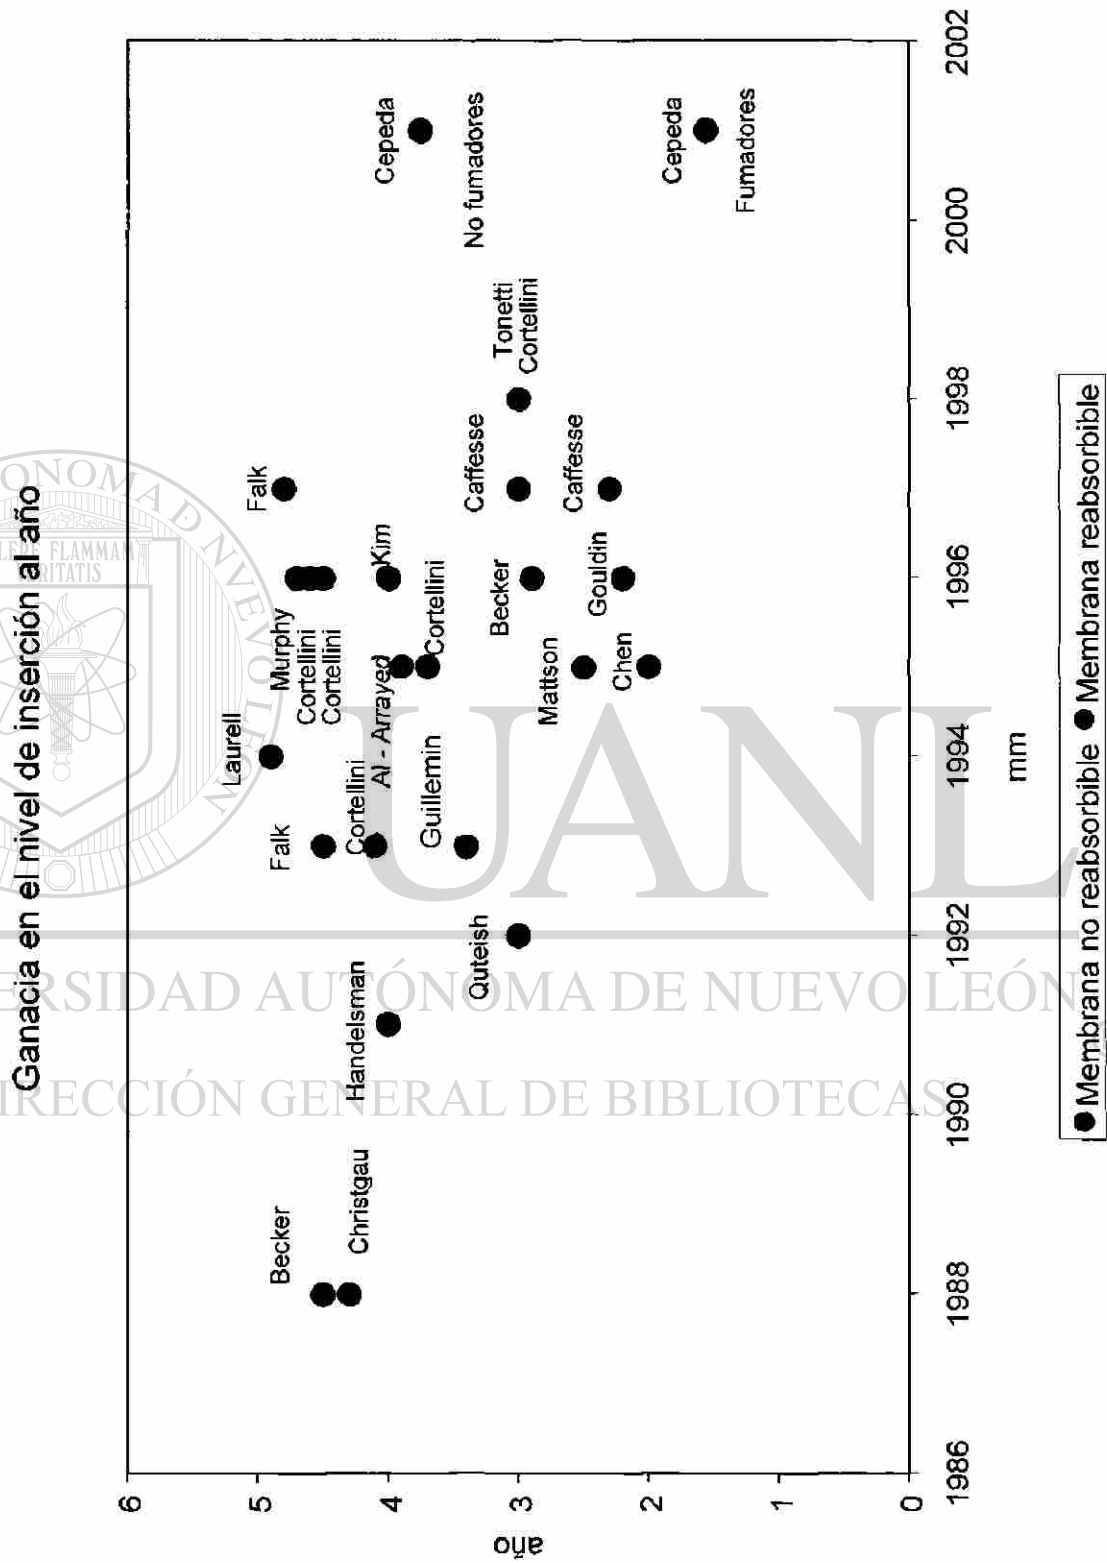 Ganacia en el nivel de inserción al año
año
6
5
4
3
2
1
0
Becker
Christgau
Handelsman
Quteish
Falk
Cortellini
Guillemin
Laurell
Murphy
Cortellini
Cortellini
Al - Arrayed
Cortellini
Kim
Mattson
Chen
Becker
Gouldin
Falk
Caffesse
Caffesse
Tonetti
Cortellini
Cepeda
No fumadores
Cepeda
Fumadores
1986
1988
1990
1992
1994
1996
1998
2000
2002
mm
Membrana no reabsorbible
Membrana reabsorbible
UANL
ERSIDAD AUTÓNOMA DE NUEVO LEÓN
IRECCIÓN GENERAL DE BIBLIOTECAS